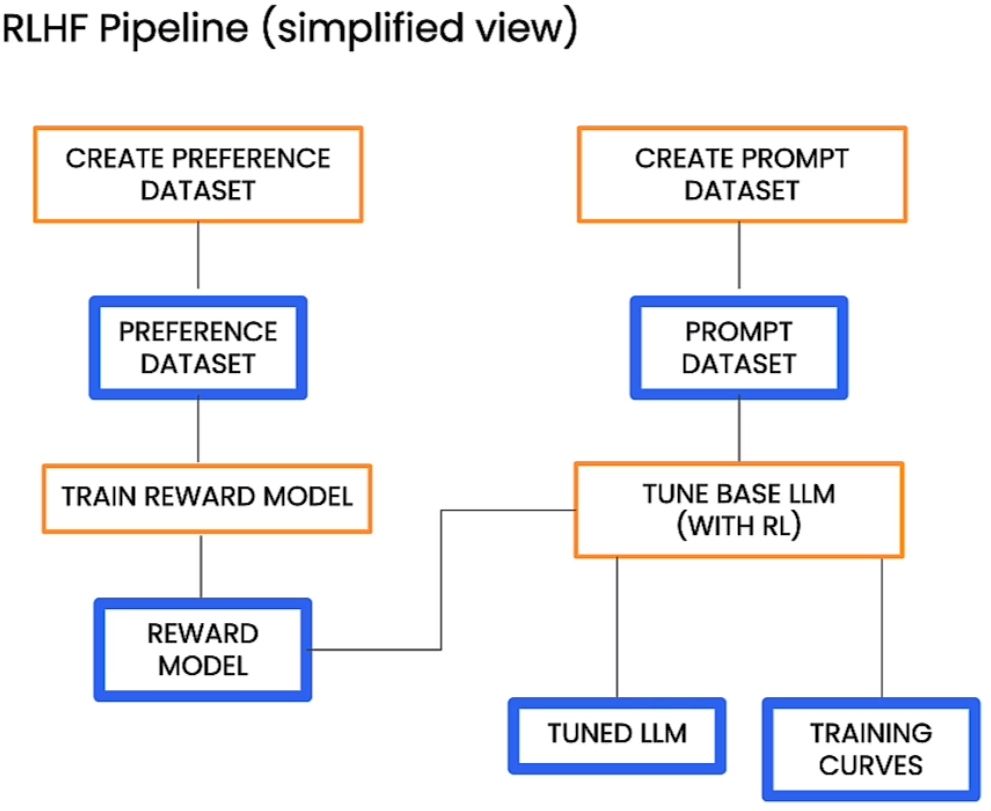 RLHF Pipeline (simplified view)
CREATE PREFERENCE
DATASET
CREATE PROMPT
DATASET
PREFERENCE
DATASET
PROMPT
DATASET
TRAIN REWARD MODEL
TUNE BASE LLM
(WITH RL)
REWARD
MODEL
TUNED LLM
TRAINING
CURVES